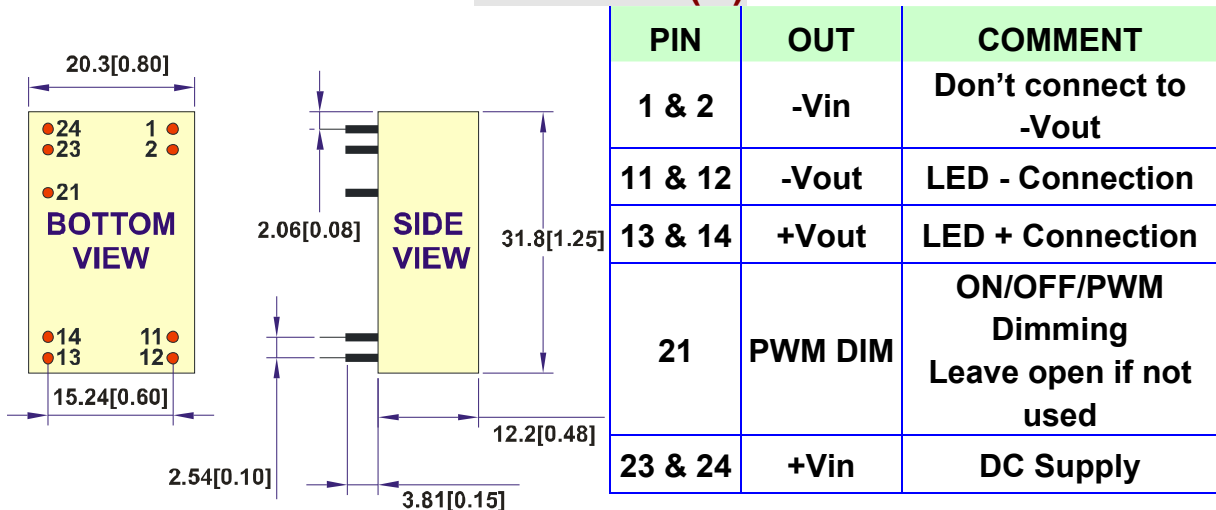 20.3[0.80]
24 1
23 2
21
BOTTOM
VIEW
14 11
13 12
15.24[0.60]
2.06[0.08]
SIDE
VIEW
31.8[1.25]
12.2[0.48]
2.54[0.10]
3.81[0.15]
PIN OUT COMMENT
1 & 2 -Vin Don’t connect to
-Vout
11 & 12 -Vout LED - Connection
13 & 14 +Vout LED + Connection
21 PWM DIM ON/OFF/PWM
Dimming
Leave open if not
used
23 & 24 +Vin DC Supply